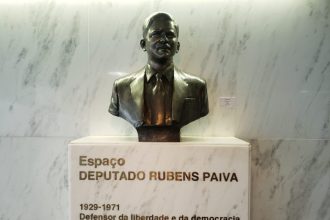 Espaço
DEPUTADO RUBENS PAIVA
1929-1971
Defensor da liberdade e da democracia